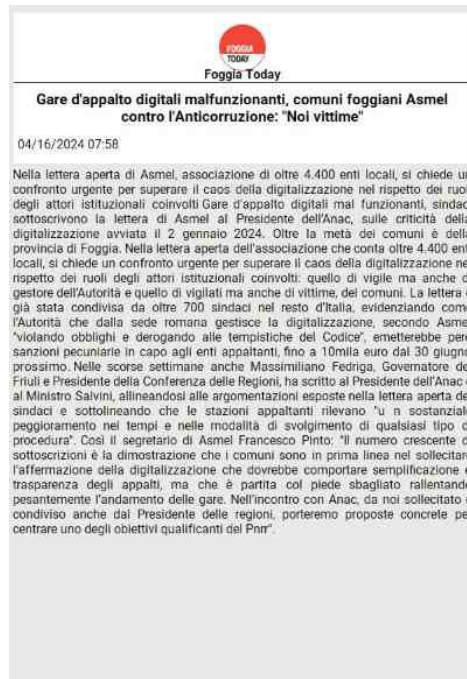 FOGGIA
TODAY
Foggia Today
Gare d'appalto digitali malfunzionanti, comuni foggiani Asmel
contro l'Anticorruzione: "Noi vittime"
04/16/2024 07:58
Nella lettera aperta di Asmel, associazione di oltre 4.400 enti locali, si chiede un
confronto urgente per superare il caos della digitalizzazione nel rispetto dei ruol
degli attori istituzionali coinvolti Gare d'appalto digitali mal funzionanti, sindac
sottoscrivono la lettera di Asmel al Presidente dell'Anac, sulle criticità della
digitalizzazione avviata il 2 gennaio 2024. Oltre la metà dei comuni è della
provincia di Foggia. Nella lettera aperta dell'associazione che conta oltre 4.400 enti
locali, si chiede un confronto urgente per superare il caos della digitalizzazione nel
rispetto dei ruoli degli attori istituzionali coinvolti: quello di vigile ma anche d
gestore dell'Autorità e quello di vigilati ma anche di vittime, dei comuni. La lettera
già stata condivisa da oltre 700 sindaci nel resto d'Italia, evidenziando come
l'Autorità che dalla sede romana gestisce la digitalizzazione, secondo Asmel
"violando obblighi e derogando alle tempistiche del Codice", emetterebbe però
sanzioni pecuniarie in capo agli enti appaltanti, fino a 10mila euro dal 30 giugno
prossimo. Nelle scorse settimane anche Massimiliano Fedriga, Governatore del
Friuli e Presidente della Conferenza delle Regioni, ha scritto al Presidente dell'Anac
al Ministro Salvini, allineandosi alle argomentazioni esposte nella lettera aperta dei
sindaci e sottolineando che le stazioni appaltanti rilevano "u n sostanziale
peggioramento nei tempi e nelle modalità di svolgimento di qualsiasi tipo d
procedura". Così il segretario di Asmel Francesco Pinto: "Il numero crescente d
sottoscrizioni è la dimostrazione che i comuni sono in prima linea nel sollecitare
l'affermazione della digitalizzazione che dovrebbe comportare semplificazione
trasparenza degli appalti, ma che è partita col piede sbagliato rallentando
pesantemente l'andamento delle gare. Nell'incontro con Anac, da noi sollecitato
condiviso anche dal Presidente delle regioni, porteremo proposte concrete per
centrare uno degli obiettivi qualificanti del Pnrr".